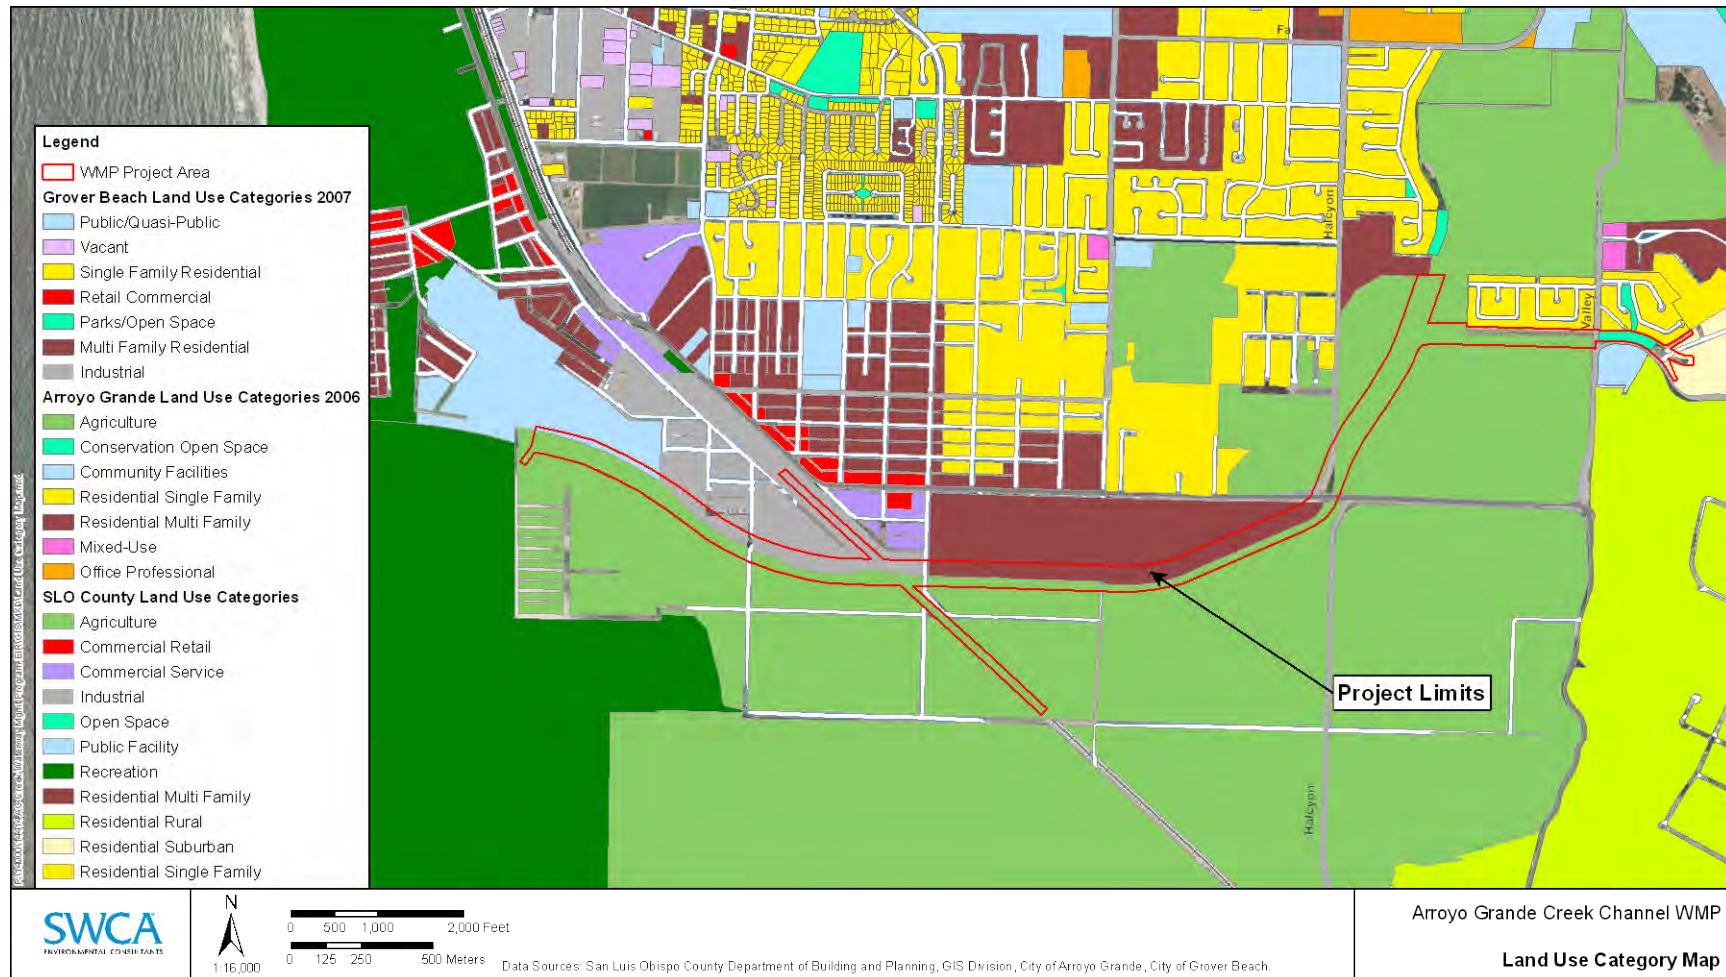 Legend
WMP Project Area
Grover Beach Land Use Categories 2007
Public/Quasi-Public
Vacant
Single Family Residential
Retail Commercial
Parks/Open Space
Multi Family Residential
Industrial
Arroyo Grande Land Use Categories 2006
Agriculture
Conservation Open Space
Community Facilities
Residential Single Family
Residential Multi Family
Mixed-Use
Office Professional
SLO County Land Use Categories
Agriculture
Commercial Retail
Commercial Service
Industrial
Open Space
Public Facility
Recreation
Residential Multi Family
Residential Rural
Residential Suburban
Residential Single Family
Halcyon
Valley
Project Limits
Halcyon
SWCA
ENVIRONMENTAL CONSULTANTS
N
1:16,000
0 500 1,000 2,000 Feet
0 125 250 500 Meters
Data Sources: San Luis Obispo County Department of Building and Planning, GIS Division, City of Arroyo Grande, City of Grover Beach.
Arroyo Grande Creek Channel WMP
Land Use Category Map